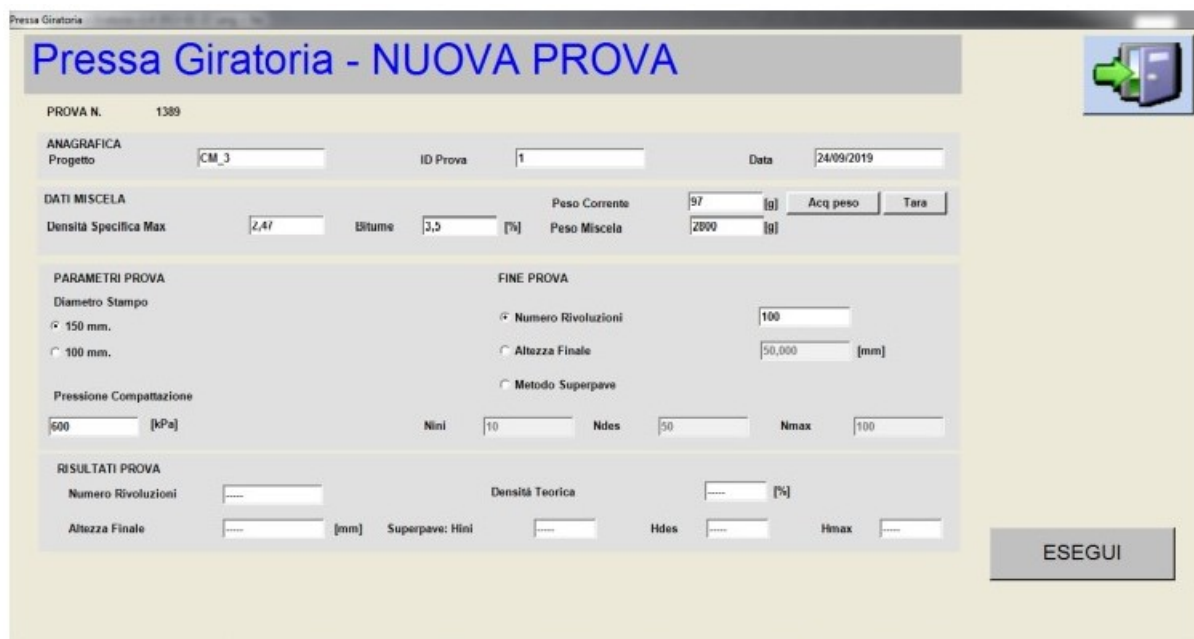 Pressa Giratoria
Pressa Giratoria - NUOVA PROVA
PROVA N. 1389
ANAGRAFICA
Progetto CM_3 ID Prova 1 Data 24/09/2019
DATI MISCELA
Peso Corrente 97 [g] Acq peso Tara
Densità Specifica Max 2,47 Bitume 3,5 [%] Peso Miscela 2800 [g]
PARAMETRI PROVA FINE PROVA
Diametro Stampo
150 mm. Numero Rivoluzioni 100
100 mm. Altezza Finale 50,000 [mm]
Metodo Superpave
Pressione Compattazione
600 [kPa] Nini 10 Ndes 50 Nmax 100
RISULTATI PROVA
Numero Rivoluzioni ----- Densitá Teorica ----- [%]
Altezza Finale ----- [mm] Superpave: Hini ----- Hdes ----- Hmax -----
ESEGUI